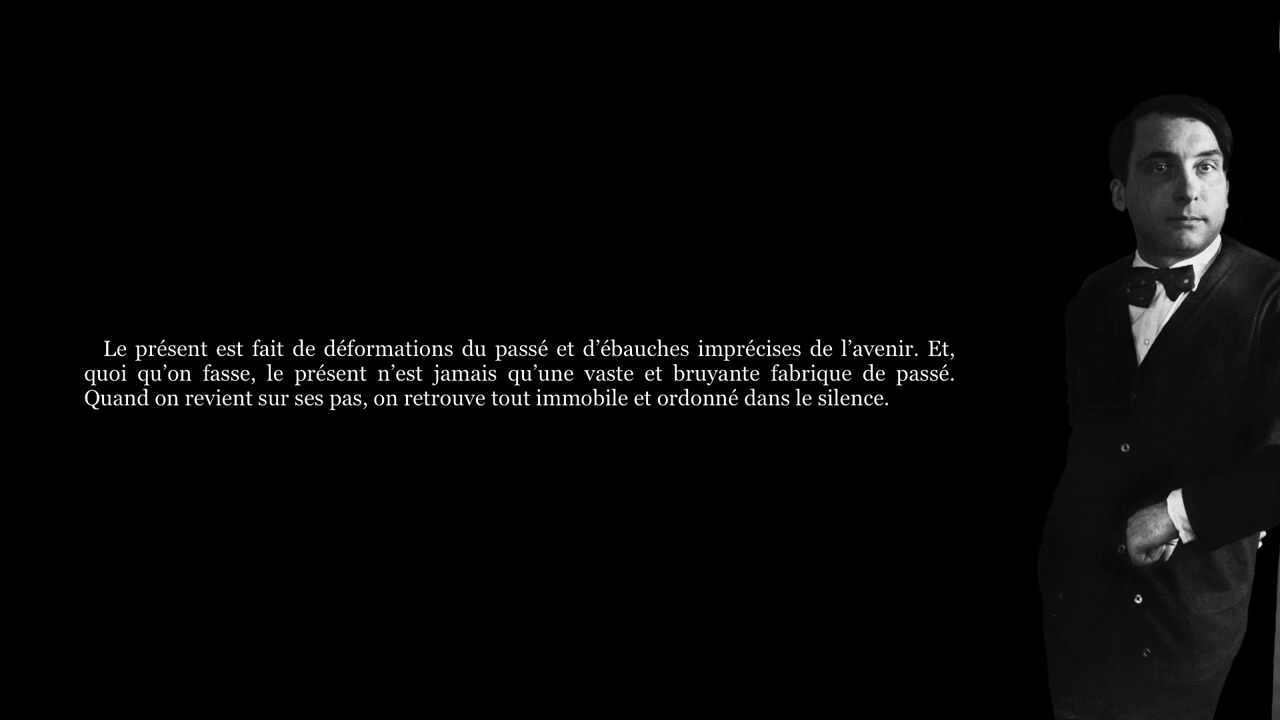 Le présent est fait de déformations du passé et d’ébauches imprécises de l’avenir. Et,
quoi qu’on fasse, le présent n’est jamais qu’une vaste et bruyante fabrique de passé.
Quand on revient sur ses pas, on retrouve tout immobile et ordonné dans le silence.